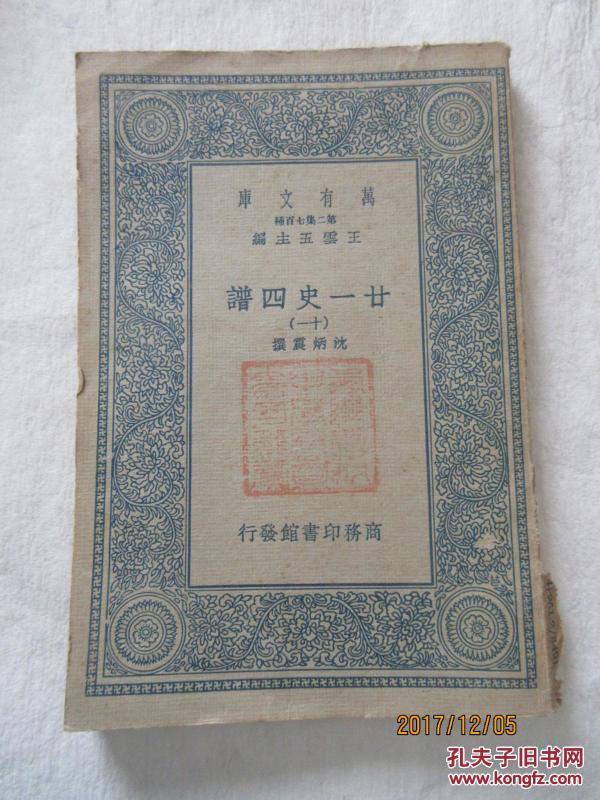 萬有文庫
第二集七百種
王雲五主編
廿一史四譜
(十一)
沈炳震撰
商務印書館發行
2017/12/05
孔夫子旧书网
www.kongfz.com